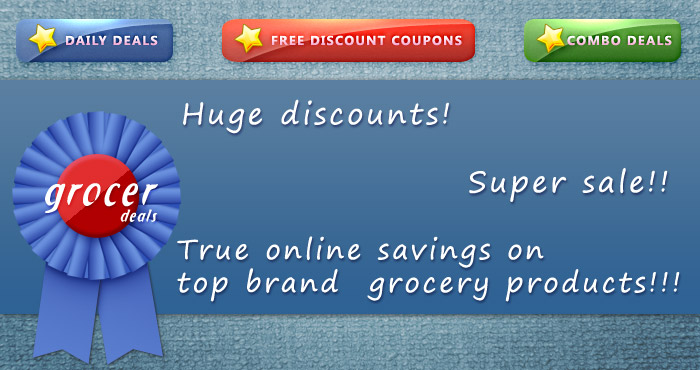 DAILY DEALS
FREE DISCOUNT COUPONS
COMBO DEALS
Huge discounts!
Super sale!!
grocer
deals
True online savings on
top brand grocery products!!!